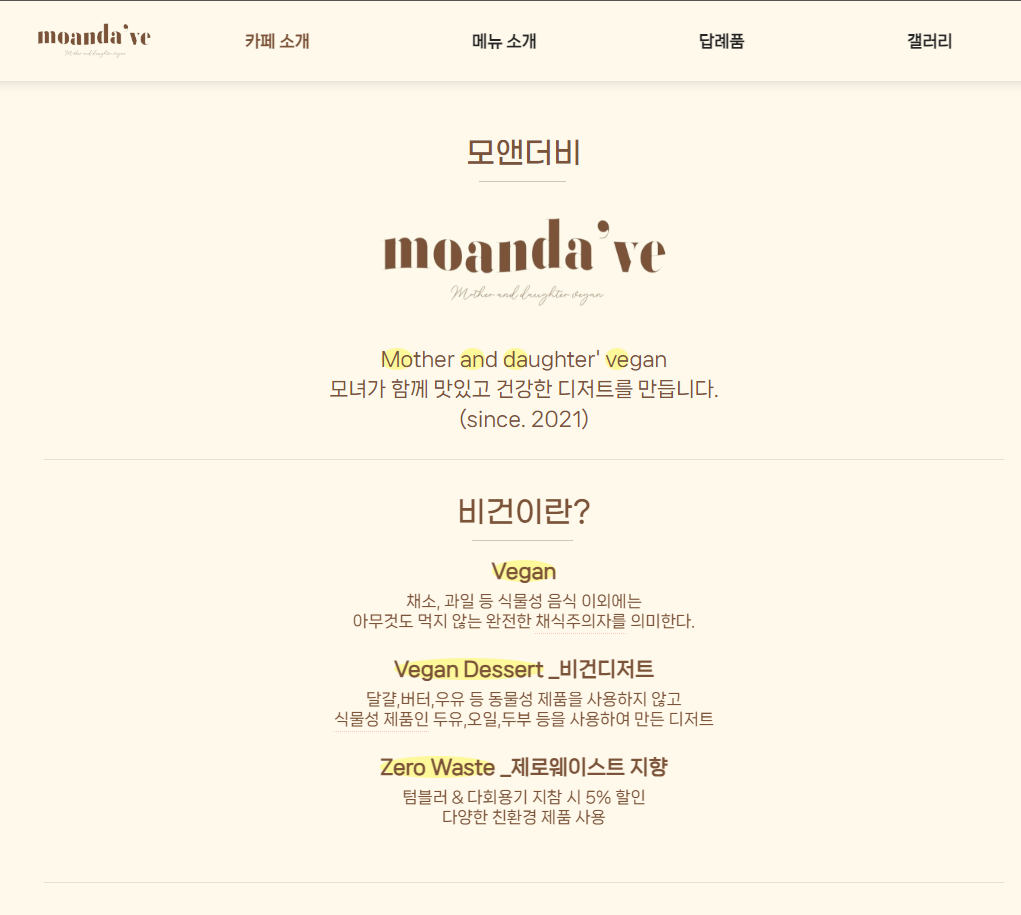 moanda've
Mother and daughter vegan
카페 소개
메뉴 소개
답례품
갤러리
모앤더비
moanda've
Mother and daughter vegan
Mother and daughter' vegan
모녀가 함께 맛있고 건강한 디저트를 만듭니다.
(since. 2021)
비건이란?
Vegan
채소, 과일 등 식물성 음식 이외에는
아무것도 먹지 않는 완전한 채식주의자를 의미한다.
Vegan Dessert _비건디저트
달걀,버터,우유 등 동물성 제품을 사용하지 않고
식물성 제품인 두유,오일,두부 등을 사용하여 만든 디저트
Zero Waste _제로웨이스트 지향
텀블러 & 다회용기 지참 시 5% 할인
다양한 친환경 제품 사용